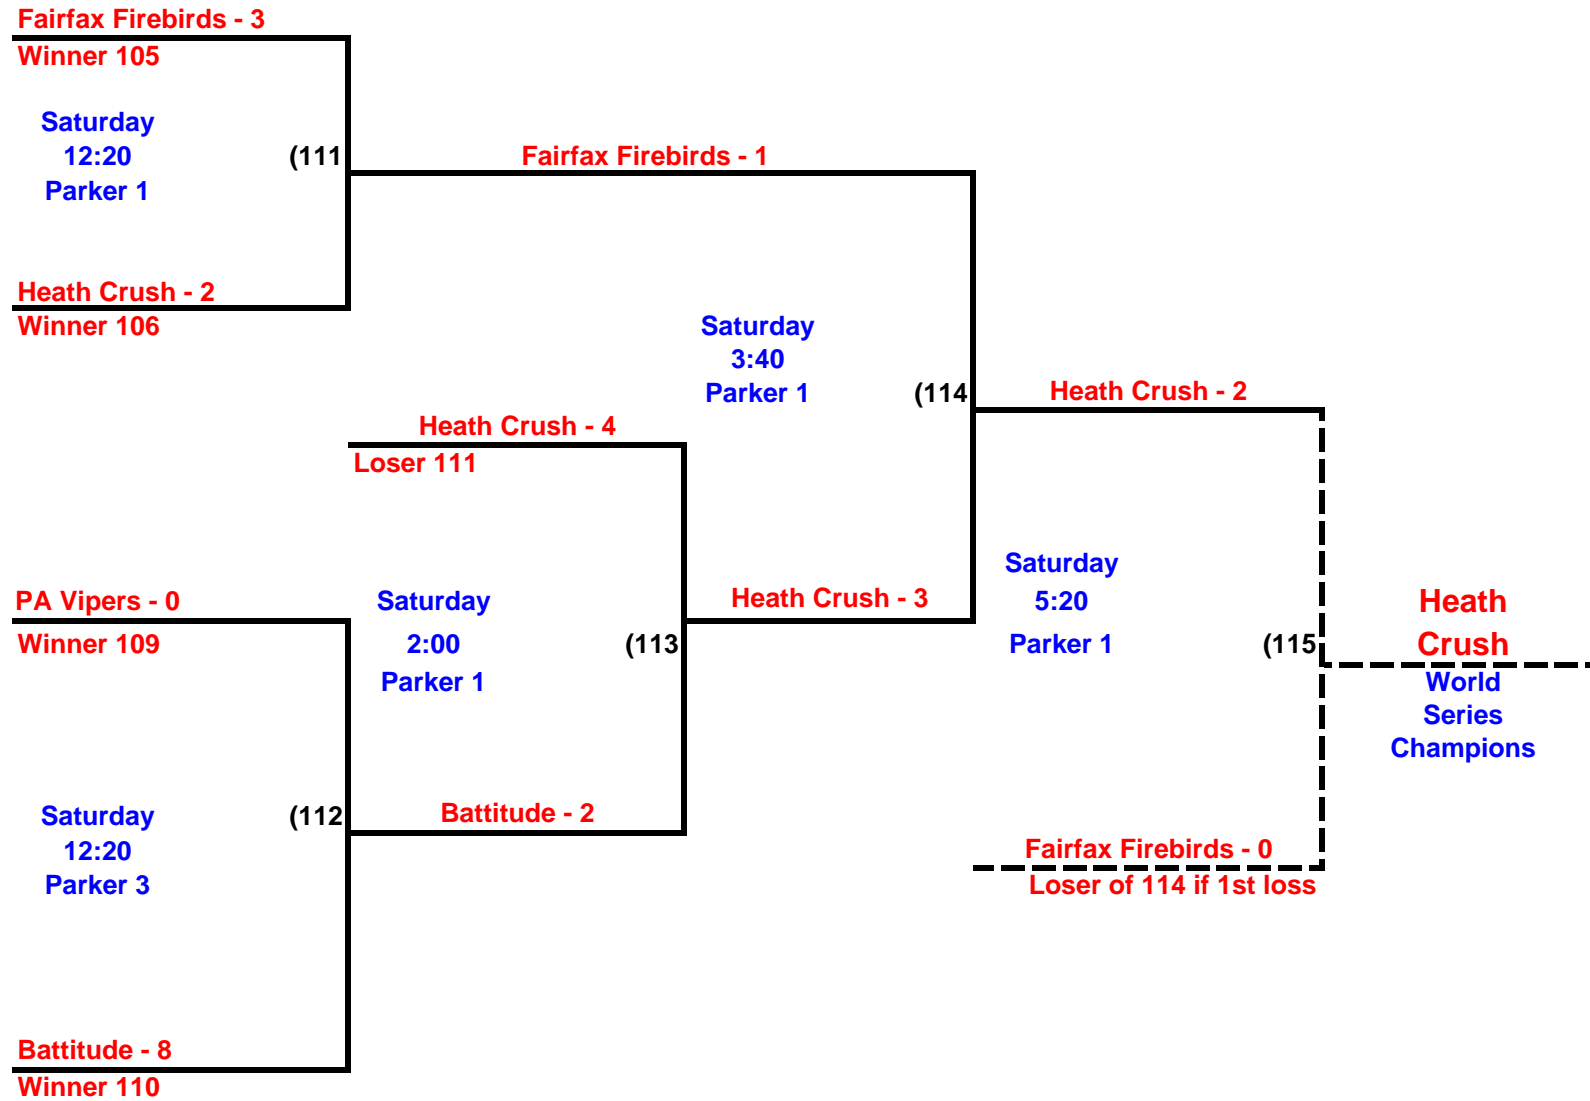 Fairfax Firebirds - 3
Winner 105
Saturday
12:20
Parker 1
(111
Heath Crush - 2
Winner 106
Fairfax Firebirds - 1
Saturday
3:40
Parker 1
(114
Heath Crush - 4
Loser 111
Saturday
2:00
Parker 1
(113
PA Vipers - 0
Winner 109
Saturday
12:20
Parker 3
(112
Battitude - 8
Winner 110
Battitude - 2
Heath Crush - 3
Heath Crush - 2
Saturday
5:20
Parker 1
(115
Fairfax Firebirds - 0
Loser of 114 if 1st loss
Heath
Crush
World
Series
Champions